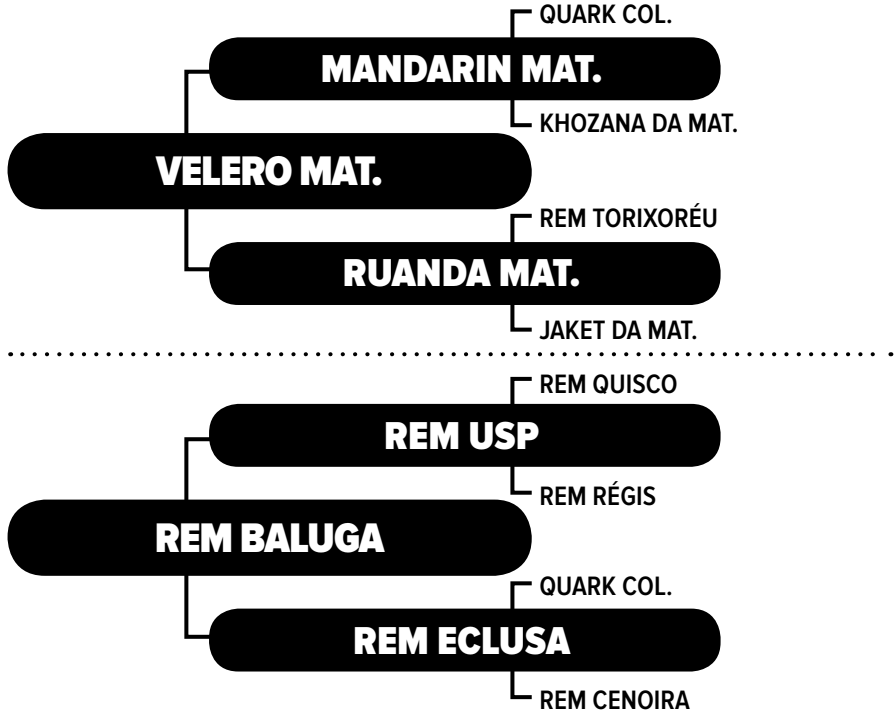 QUARK COL.
MANDARIN MAT.
KHOZANA DA MAT.
VELERO MAT.
REM TORIXORÉU
RUANDA MAT.
JAKET DA MAT.
REM QUISCO
REM USP
REM RÉGIS
REM BALUGA
QUARK COL.
REM ECLUSA
REM CENOIRA